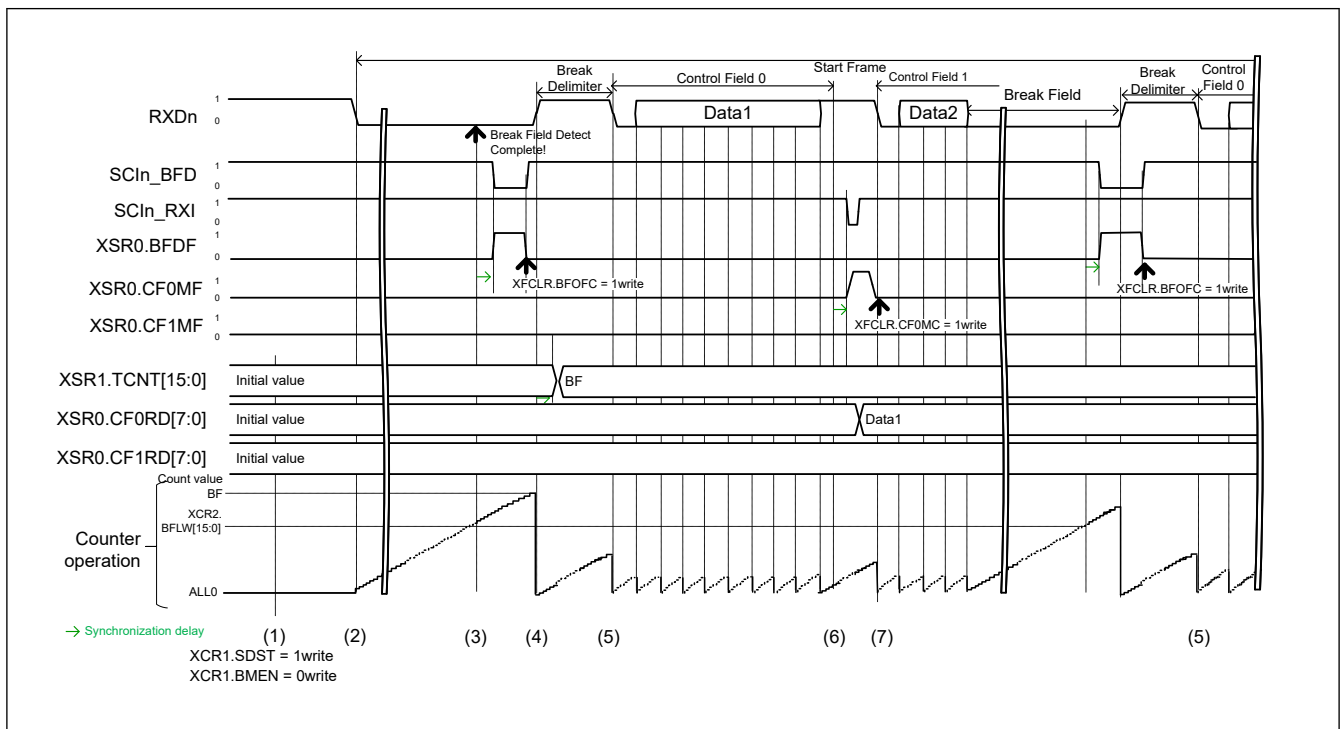 Start Frame
Break
Delimiter
Control Field 0
Control Field 1
Break Field
Break
Delimiter
Control
Field 0
RXDn
1
0
Data1
Data2
Break Field Detect
Complete!
SCIn_BFD
1
0
SCIn_RXI
1
0
XSR0.BFDF
1
0
XFCLR.BFOFC = 1write
XFCLR.BFOFC = 1write
XSR0.CF0MF
1
0
XFCLR.CF0MC = 1write
XSR0.CF1MF
1
0
XSR1.TCNT[15:0]
Initial value
BF
XSR0.CF0RD[7:0]
Initial value
Data1
XSR0.CF1RD[7:0]
Initial value
Count value
BF
XCR2.
BFLW[15:0]
Counter
operation
ALL0
Synchronization delay
(1)
(2)
(3)
(4)
(5)
(6)
(7)
(5)
XCR1.SDST = 1write
XCR1.BMEN = 0write